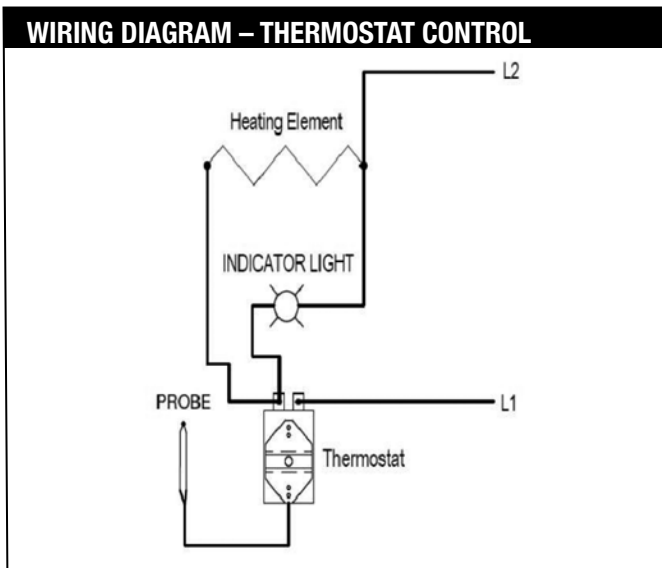 WIRING DIAGRAM – THERMOSTAT CONTROL
L2
Heating Element
INDICATOR LIGHT
PROBE
L1
Thermostat